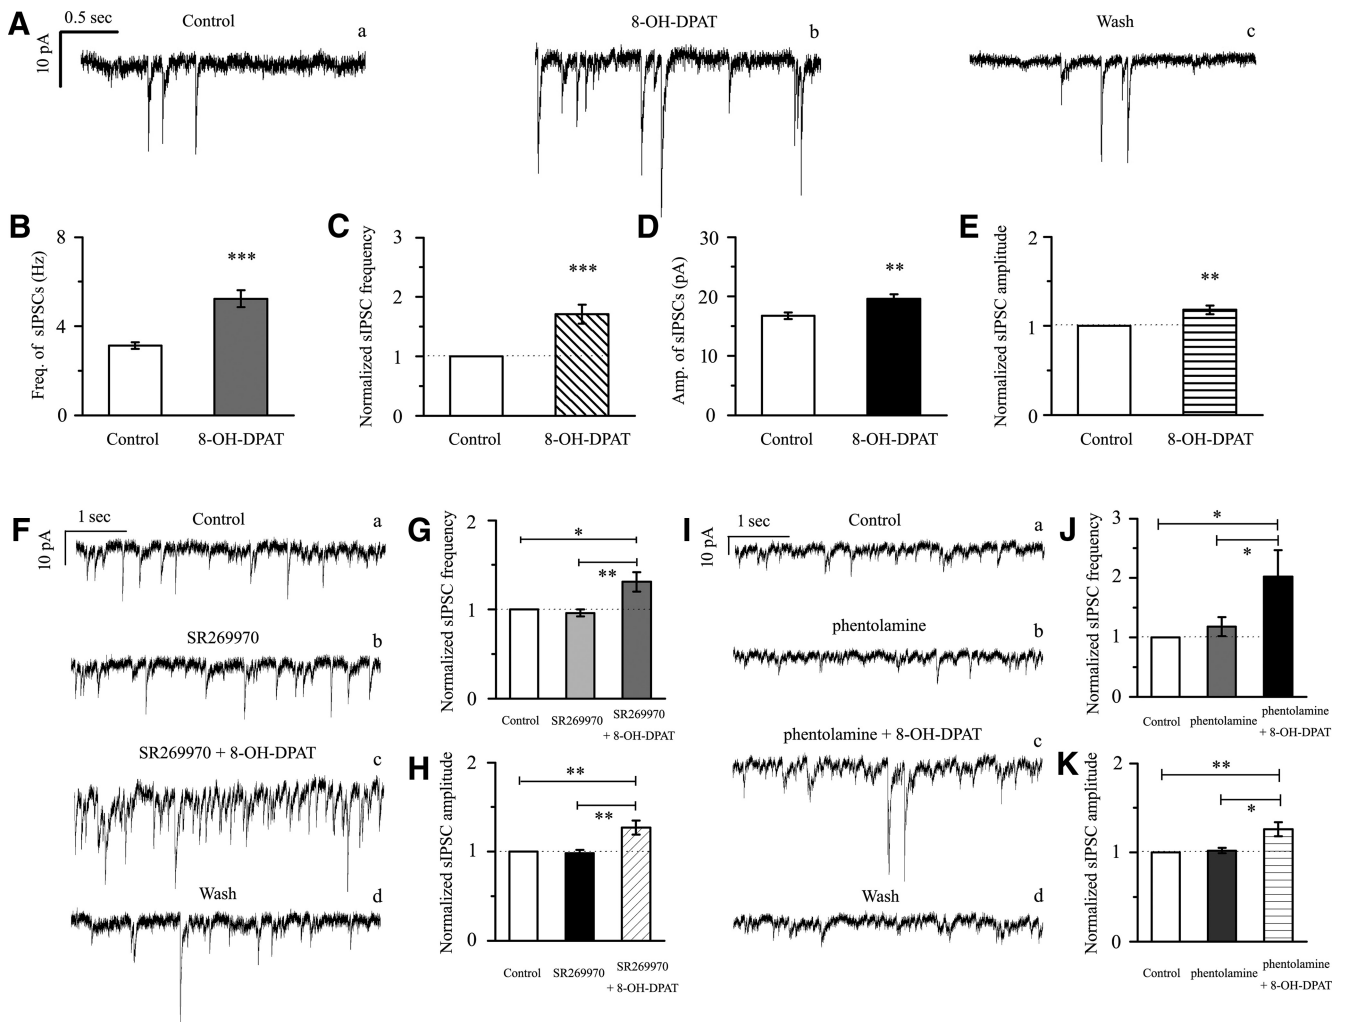 A
0.5 sec
10 pA
Control
a
8-OH-DPAT
b
Wash
c
B
Freq. of sIPSCs (Hz)
8
4
0
***
Control
8-OH-DPAT
C
Normalized sIPSC frequency
3
2
1
0
***
Control
8-OH-DPAT
D
Amp. of sIPSCs (pA)
30
20
10
0
**
Control
8-OH-DPAT
E
Normalized sIPSC amplitude
2
1
0
**
Control
8-OH-DPAT
F
1 sec
10 pA
Control
a
SR269970
b
SR269970 + 8-OH-DPAT
c
Wash
d
G
Normalized sIPSC frequency
2
1
0
*
**
Control
SR269970
SR269970
+ 8-OH-DPAT
H
Normalized sIPSC amplitude
2
1
0
**
**
Control
SR269970
SR269970
+ 8-OH-DPAT
I
1 sec
10 pA
Control
a
phentolamine
b
phentolamine + 8-OH-DPAT
c
Wash
d
J
Normalized sIPSC frequency
3
2
1
0
*
*
Control
phentolamine
phentolamine
+ 8-OH-DPAT
K
Normalized sIPSC amplitude
2
1
0
**
*
Control
phentolamine
phentolamine
+ 8-OH-DPAT